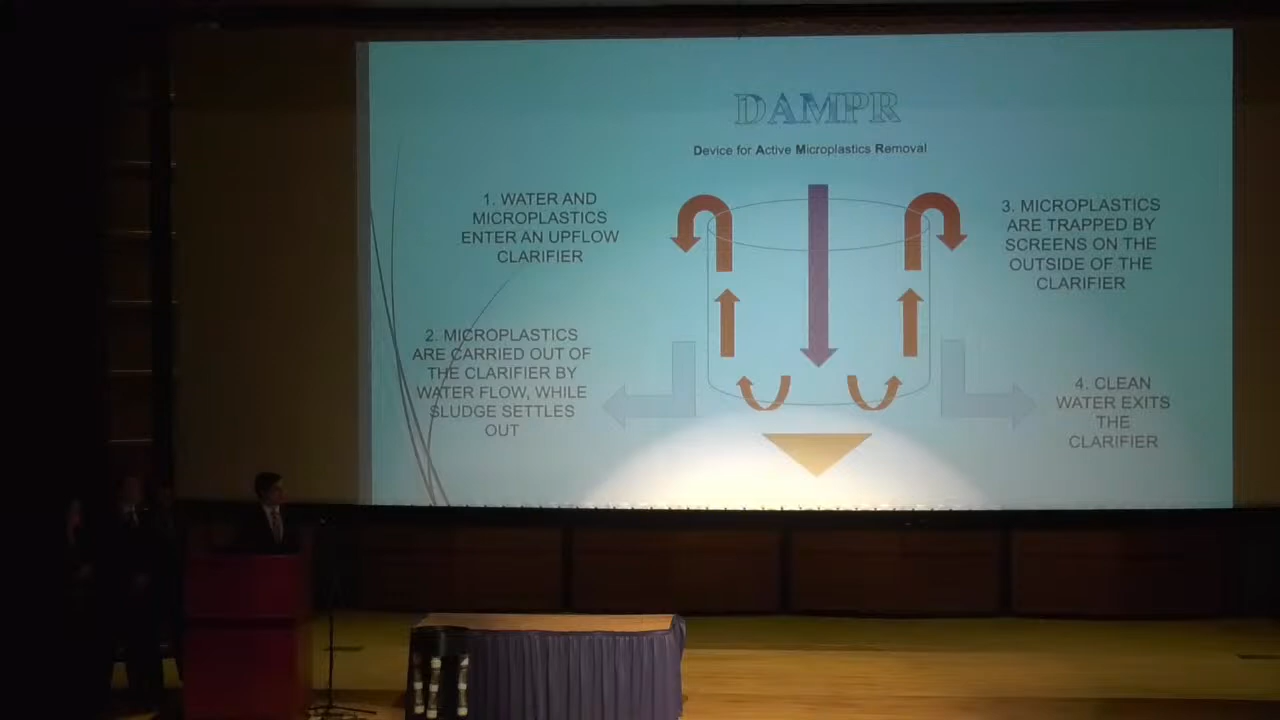 DAMPR
Device for Active Microplastics Removal
1. WATER AND
MICROPLASTICS
ENTER AN UPFLOW
CLARIFIER
2. MICROPLASTICS
ARE CARRIED OUT OF
THE CLARIFIER BY
WATER FLOW, WHILE
SLUDGE SETTLES
OUT
3. MICROPLASTICS
ARE TRAPPED BY
SCREENS ON THE
OUTSIDE OF THE
CLARIFIER
4. CLEAN
WATER EXITS
THE
CLARIFIER